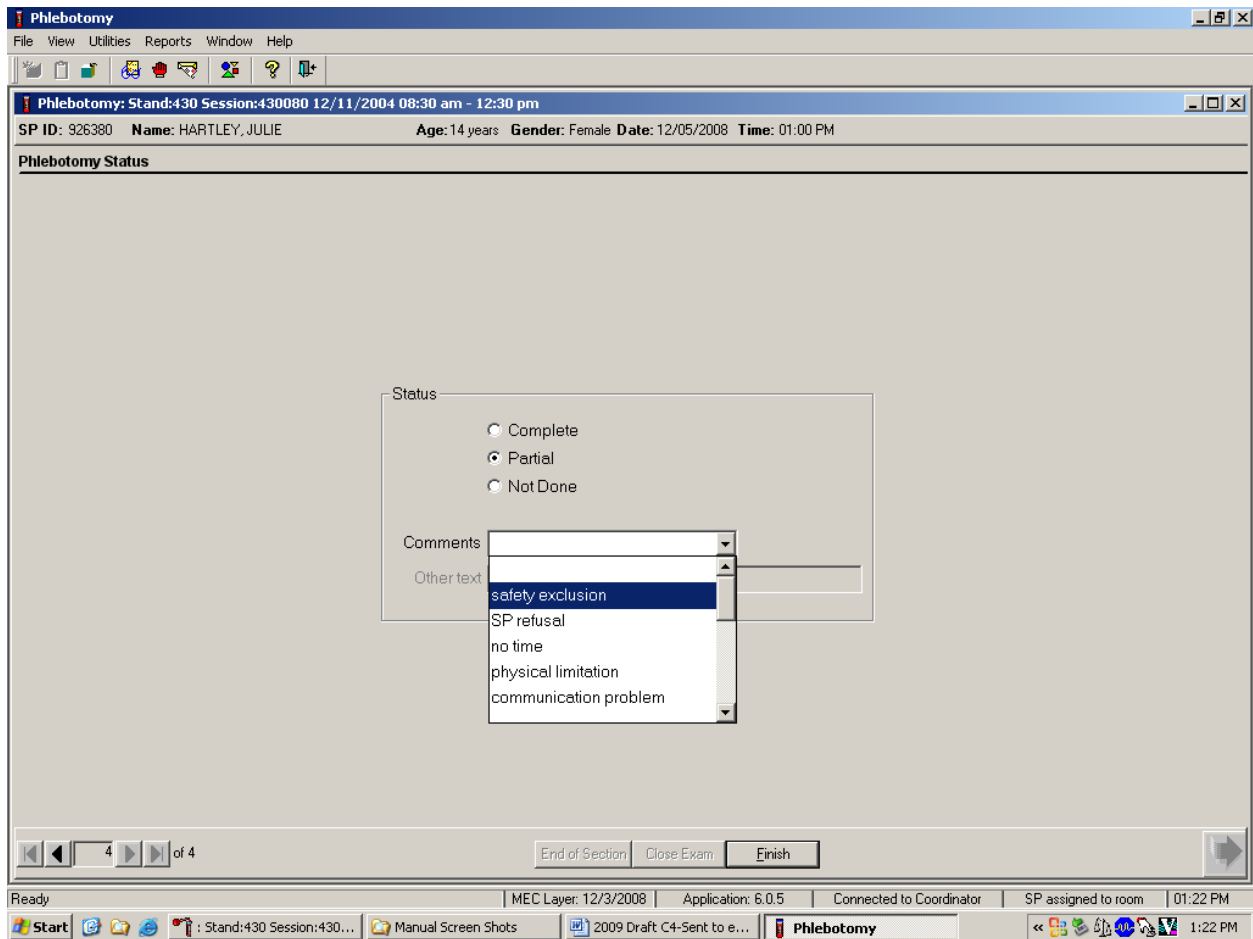 Phlebotomy
File View Utilities Reports Window Help
Phlebotomy: Stand:430 Session:430080 12/11/2004 08:30 am - 12:30 pm
SP ID: 926380 Name: HARTLEY, JULIE Age: 14 years Gender: Female Date: 12/05/2008 Time: 01:00 PM
Phlebotomy Status
Status
Complete
Partial
Not Done
Comments
Other text
safety exclusion
SP refusal
no time
physical limitation
communication problem
4 of 4 End of Section Close Exam Finish
Ready MEC Layer: 12/3/2008 Application: 6.0.5 Connected to Coordinator SP assigned to room 01:22 PM
Start : Stand:430 Session:430... Manual Screen Shots 2009 Draft C4-Sent to e... Phlebotomy « 1:22 PM